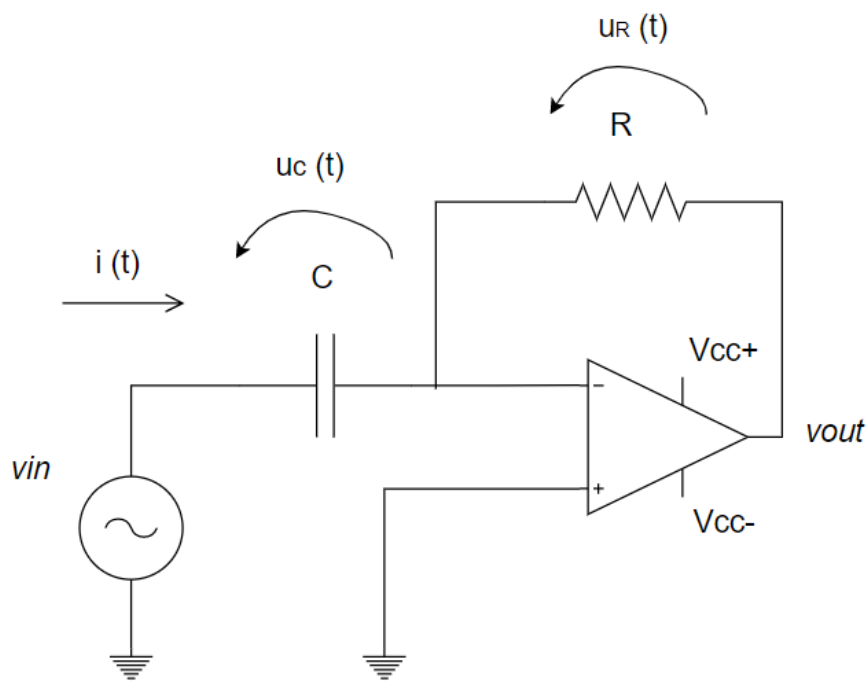 uR (t)
R
uc (t)
i (t)
C
Vcc+
−
vout
vin
+
Vcc-